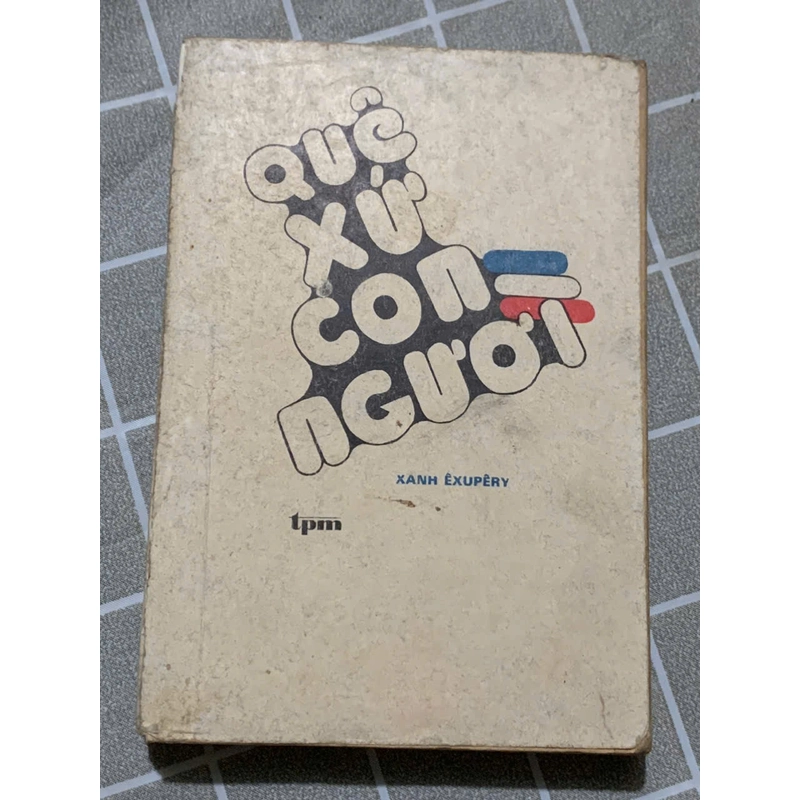 QUÊ
XỨ
CON
NGƯỜI
XANH ÊXUPÊRY
tpm